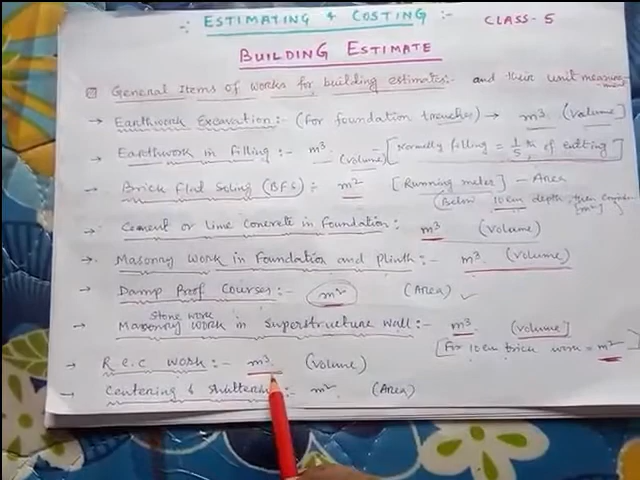 ESTIMATING & COSTING :- CLASS-5
BUILDING ESTIMATE
General Items of works for building estimates:- and their unit measurement
→ Earthwork Excavation:- (For foundation trenches) → m³ (Volume)
→ Earthwork in filling :- m³ (Volume) - [Normally filling = 1/5 th of cutting]
→ Brick Flat Soling (BFS) :- m² [Running meter] - Area
(Below 10cm depth, then consider [m²])
→ Cement or Lime Concrete in Foundation: m³ (Volume)
→ Masonry Work in Foundation and plinth :- m³ (Volume)
→ Damp Proof Courses :- m² (Area) ✓
Stone work
→ Masonry work in superstructure wall :- m³ (Volume)
[For 10cm brick work = m²]
→ R.C.C Work :- m³ (Volume)
→ Centering & Shuttering :- m² (Area)